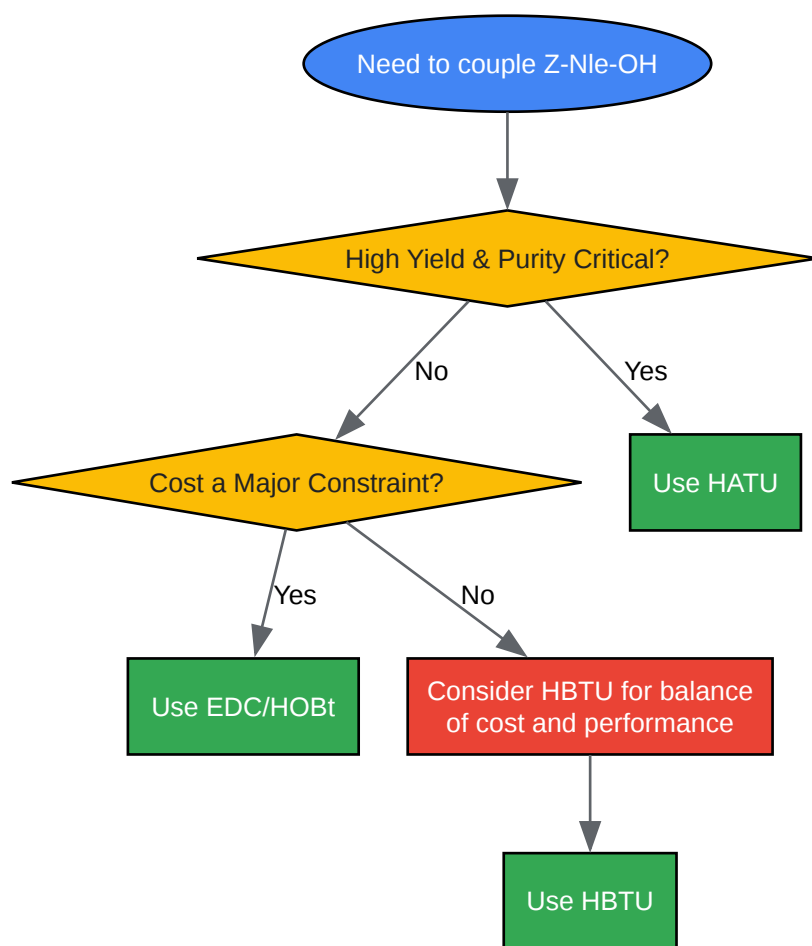 Need to couple Z-Nle-OH
High Yield & Purity Critical?
No
Yes
Cost a Major Constraint?
Use HATU
Yes
No
Use EDC/HOBt
Consider HBTU for balance
of cost and performance
Use HBTU